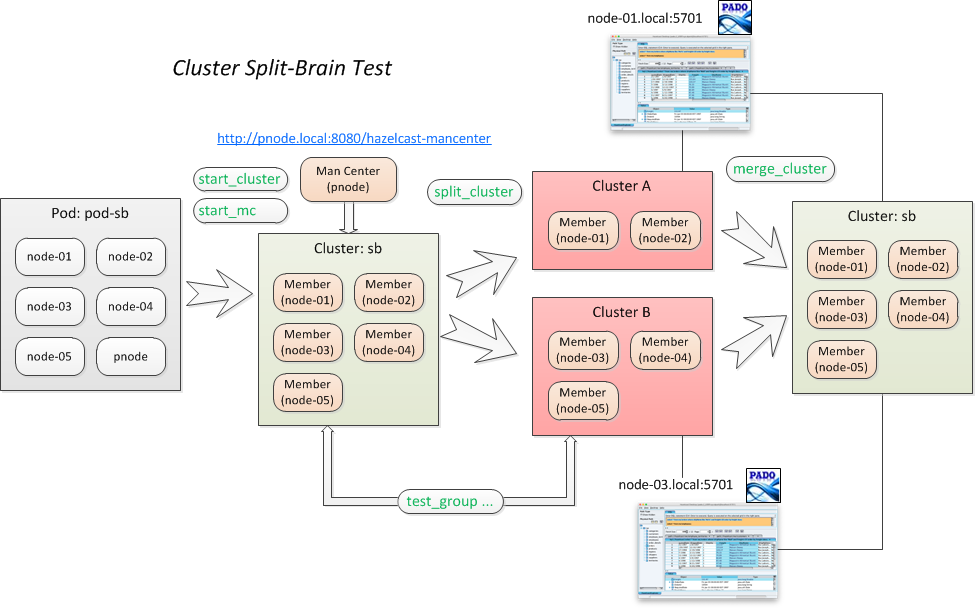 node-01.local:5701
PADO
Cluster Split-Brain Test
http://pnode.local:8080/hazelcast-mancenter
start_cluster
start_mc
Man Center
(pnode)
split_cluster
merge_cluster
Pod: pod-sb
node-01
node-02
node-03
node-04
node-05
pnode
Cluster: sb
Member
(node-01)
Member
(node-02)
Member
(node-03)
Member
(node-04)
Member
(node-05)
Cluster A
Member
(node-01)
Member
(node-02)
Cluster B
Member
(node-03)
Member
(node-04)
Member
(node-05)
Cluster: sb
Member
(node-01)
Member
(node-02)
Member
(node-03)
Member
(node-04)
Member
(node-05)
test_group ...
node-03.local:5701
PADO